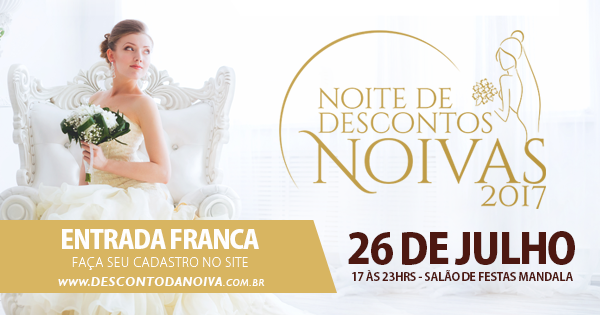 NOITE DE
DESCONTOS
NOIVAS
2017
ENTRADA FRANCA
FAÇA SEU CADASTRO NO SITE
WWW.DESCONTODANOIVA.COM.BR
26 DE JULHO
17 ÀS 23HRS - SALÃO DE FESTAS MANDALA